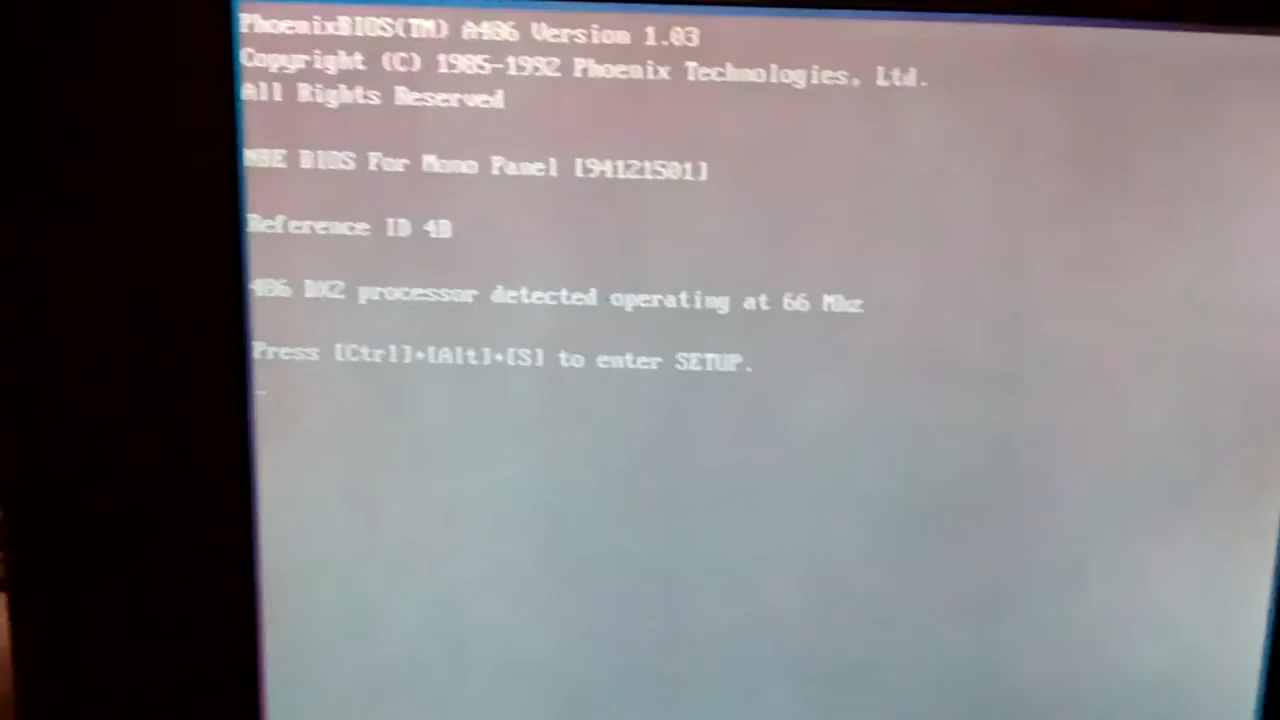 PhoenixBIOS(TM) A486 Version 1.03
Copyright (C) 1985-1992 Phoenix Technologies, Ltd.
All Rights Reserved
BIOS For Mono Panel [94121501]
Reference ID 4B
486 DX2 processor detected operating at 66 Mhz
Press [Ctrl]+[Alt]+[S] to enter SETUP.